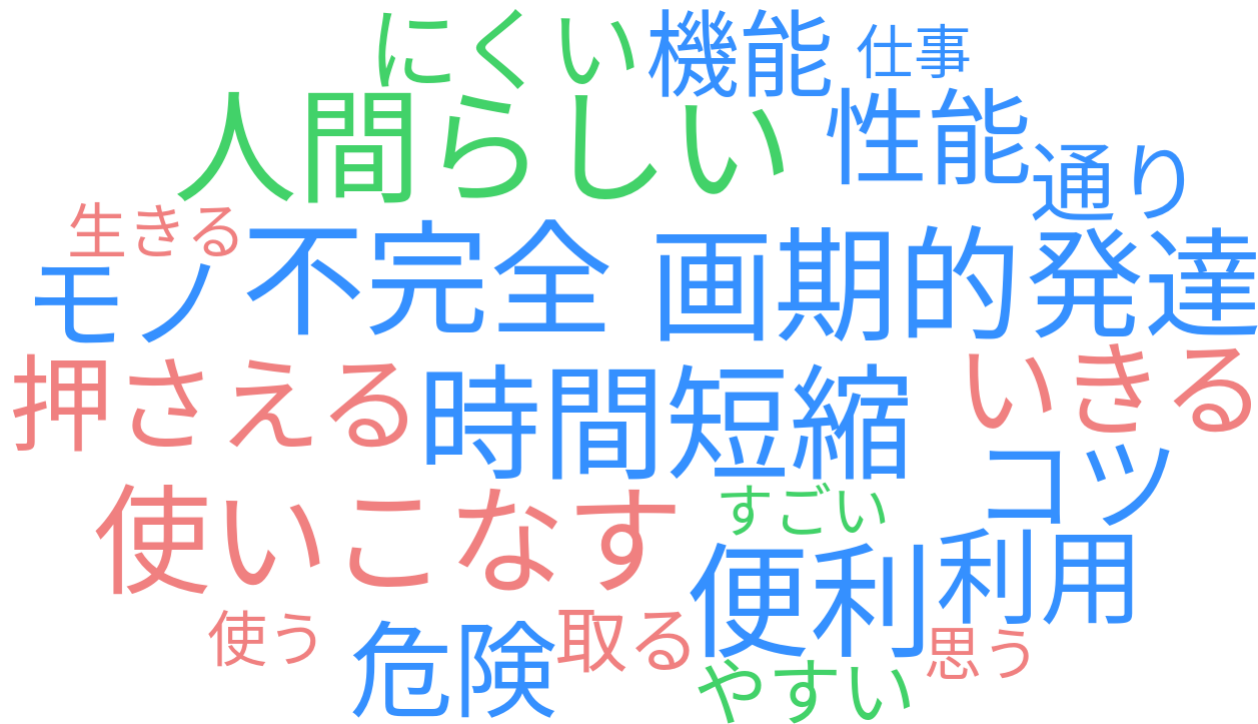 にくい
機能
仕事
人間らしい
性能
通り
生きる
モノ
不完全
画期的発達
押さえる
時間短縮
いきる
コツ
使いこなす
すごい
便利
利用
使う
危険
取る
思う
やすい